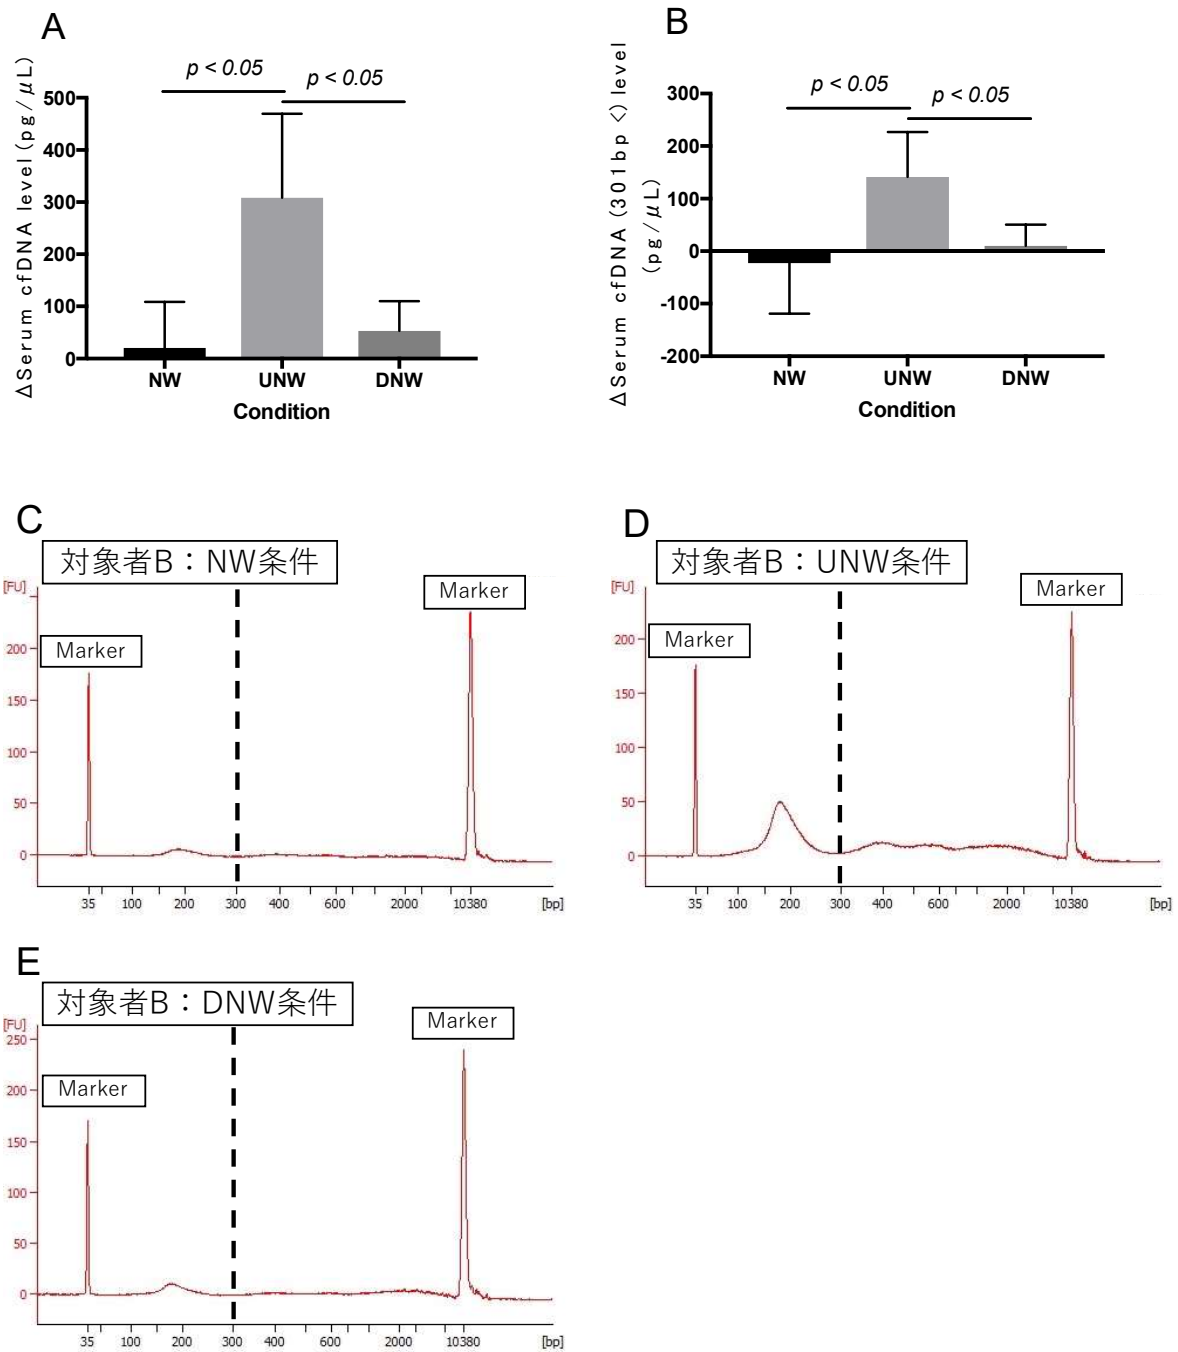 A
ΔSerum cfDNA level (pg/μL)
p < 0.05
p < 0.05
500
400
300
200
100
0
NW
UNW
DNW
Condition
B
ΔSerum cfDNA (301bp <) level
(pg/μL)
p < 0.05
p < 0.05
300
200
100
0
-100
-200
NW
UNW
DNW
Condition
C
対象者B：NW条件
[FU]
Marker
Marker
200
150
100
50
0
35
100
200
300
400
600
2000
10380
[bp]
D
対象者B：UNW条件
[FU]
Marker
Marker
200
150
100
50
0
35
100
200
300
400
600
2000
10380
[bp]
E
対象者B：DNW条件
[FU]
Marker
Marker
250
200
150
100
50
0
35
100
200
300
400
600
2000
10380
[bp]